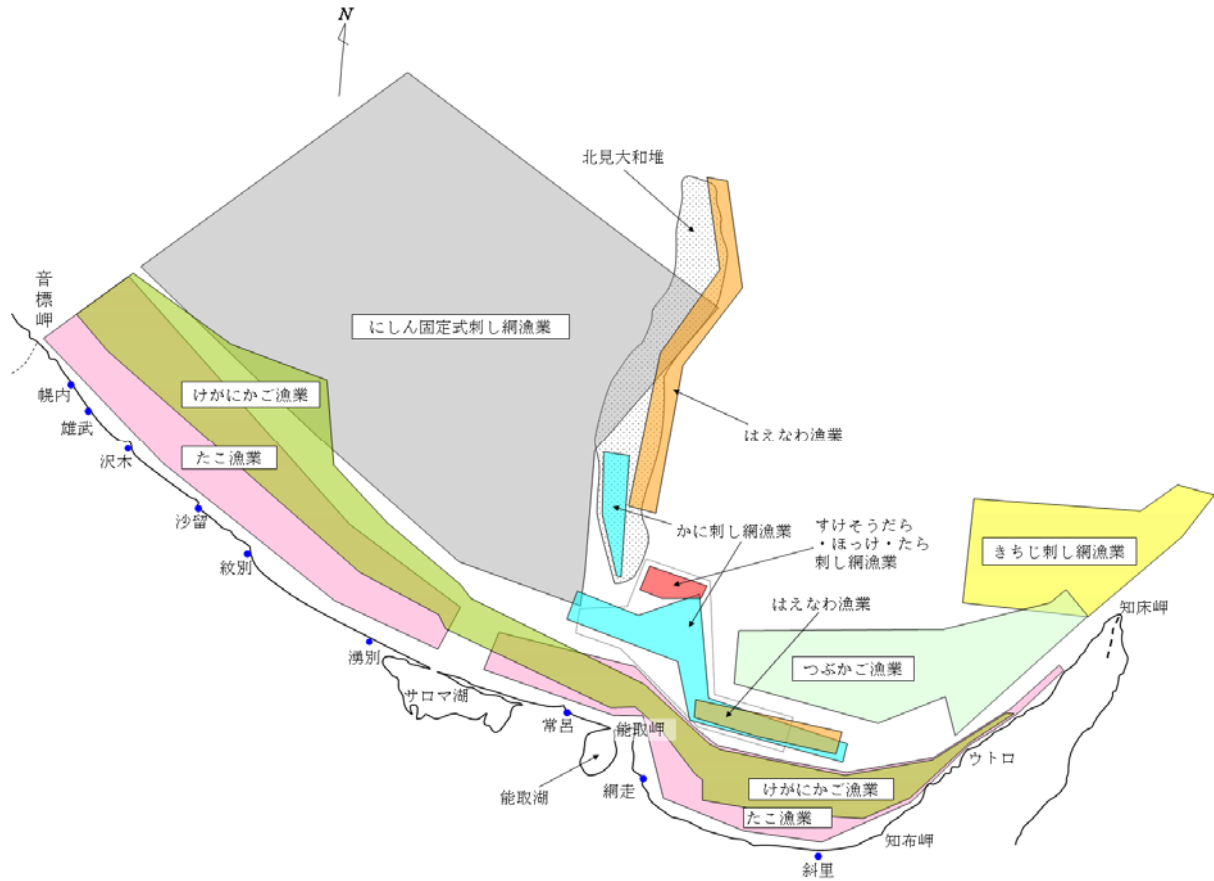 N
北見大和堆
音標岬
にしん固定式刺し網漁業
けがにかご漁業
幌内
雄武
はえなわ漁業
たこ漁業
沢木
沙留
かに刺し網漁業
すけそうだら
・ほっけ・たら
刺し網漁業
きちじ刺し網漁業
紋別
はえなわ漁業
知床岬
湧別
つぶかご漁業
サロマ湖
常呂
能取岬
ウトロ
能取湖
網走
けがにかご漁業
たこ漁業
知布岬
斜里